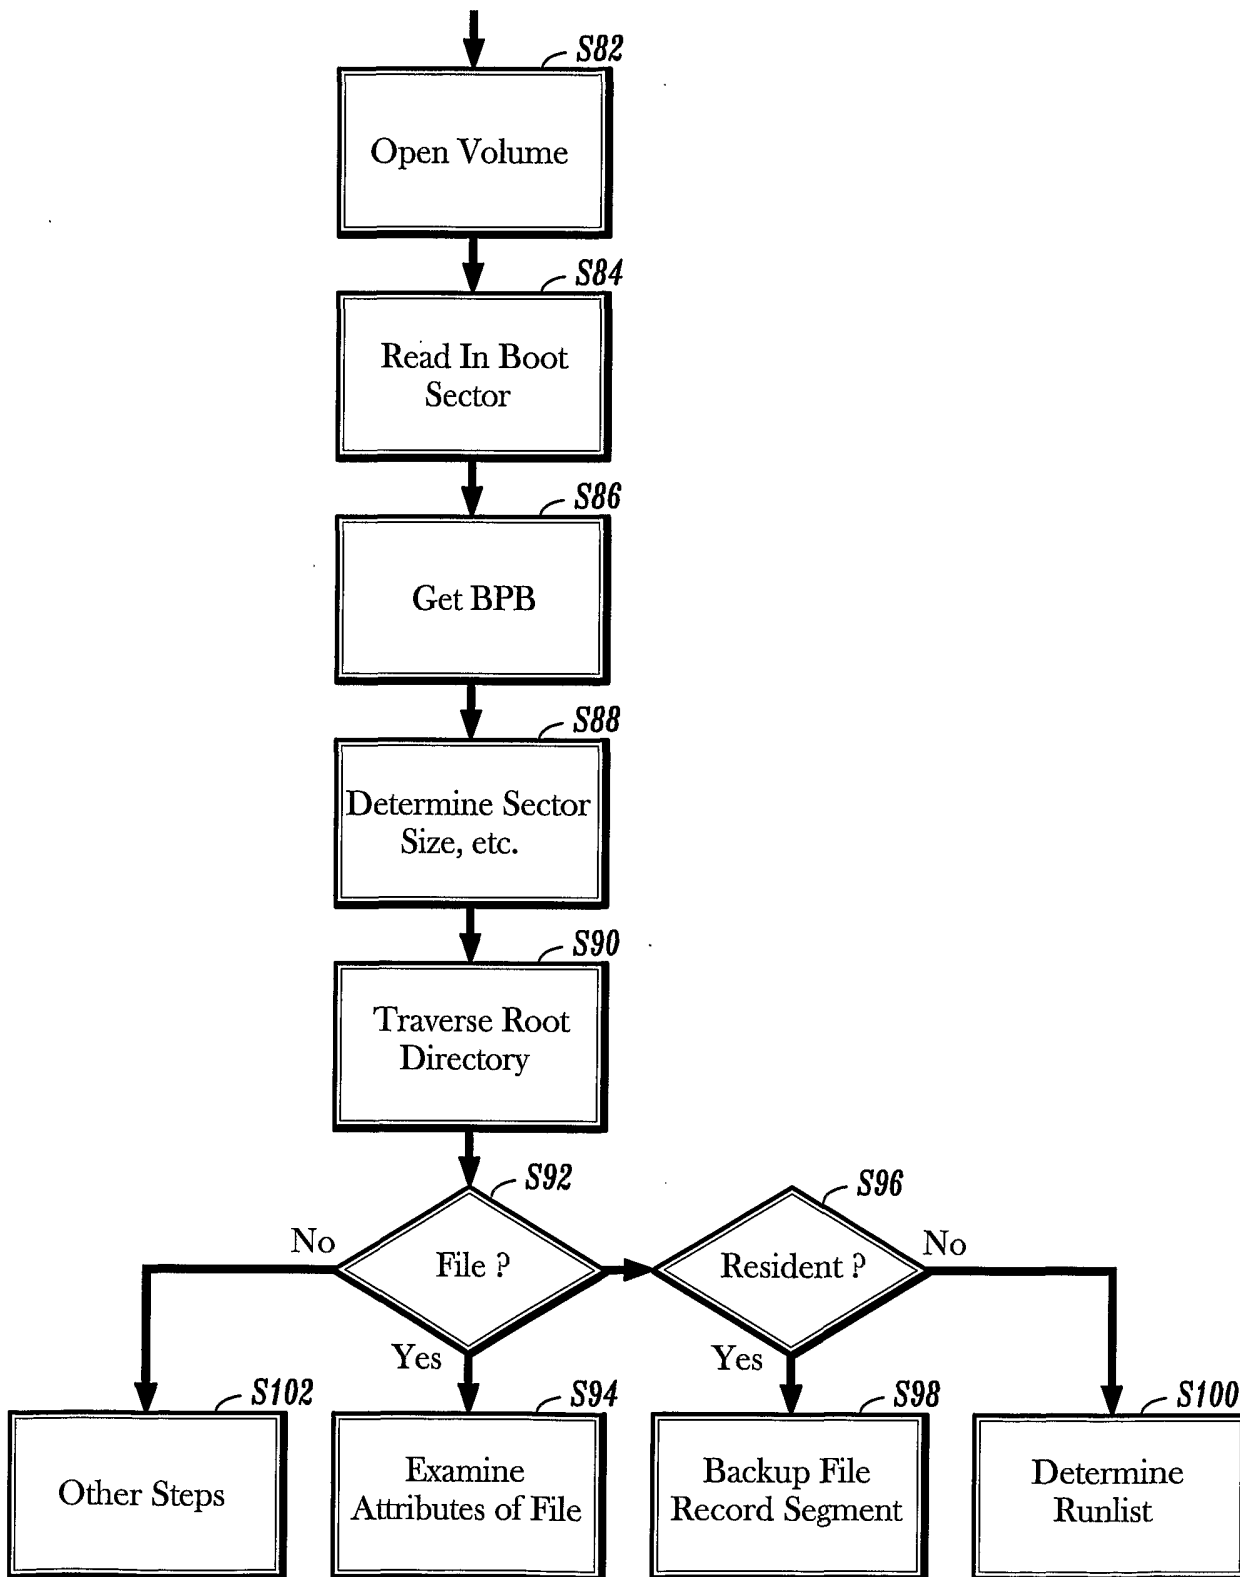 S82
Open Volume
S84
Read In Boot
Sector
S86
Get BPB
S88
Determine Sector
Size, etc.
S90
Traverse Root
Directory
S92
S96
No
File ?
Resident ?
No
Yes
Yes
S102
S94
S98
S100
Other Steps
Examine
Attributes of File
Backup File
Record Segment
Determine
Runlist